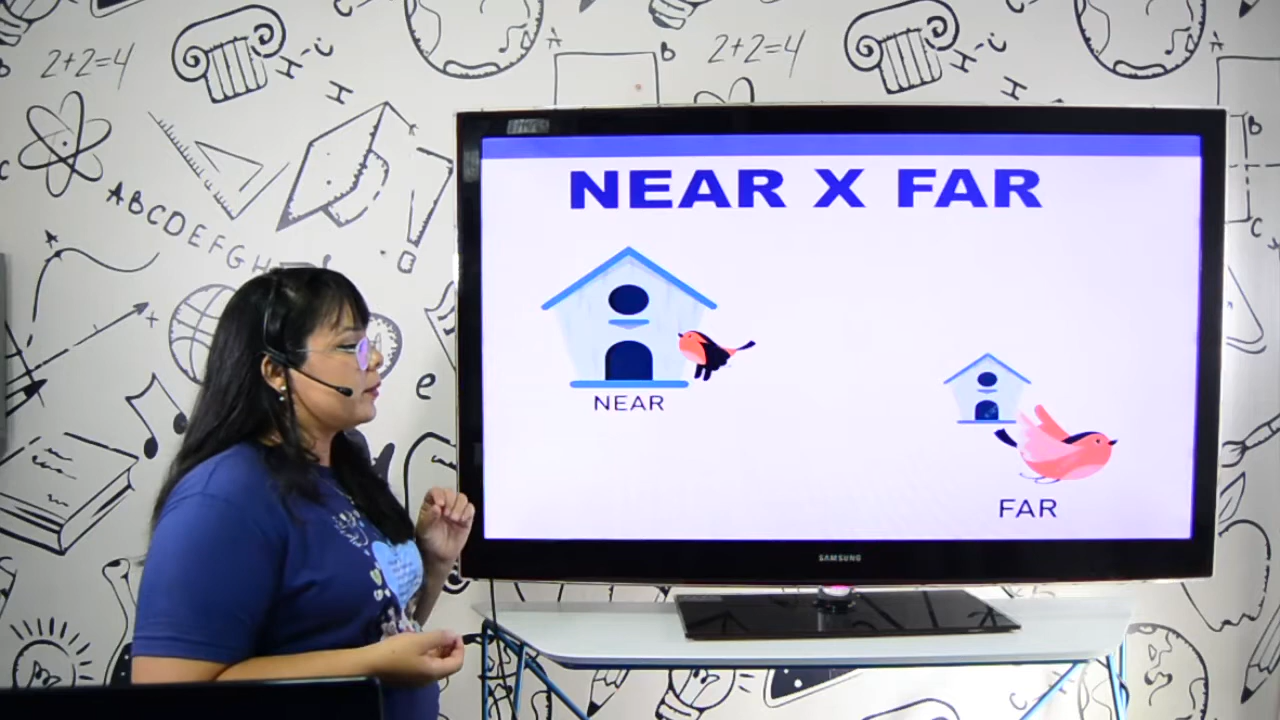 2+2=4
2+2=4
A
B
A
B
B
C
ABCDEFGH
e
NEAR X FAR
NEAR
FAR
SAMSUNG